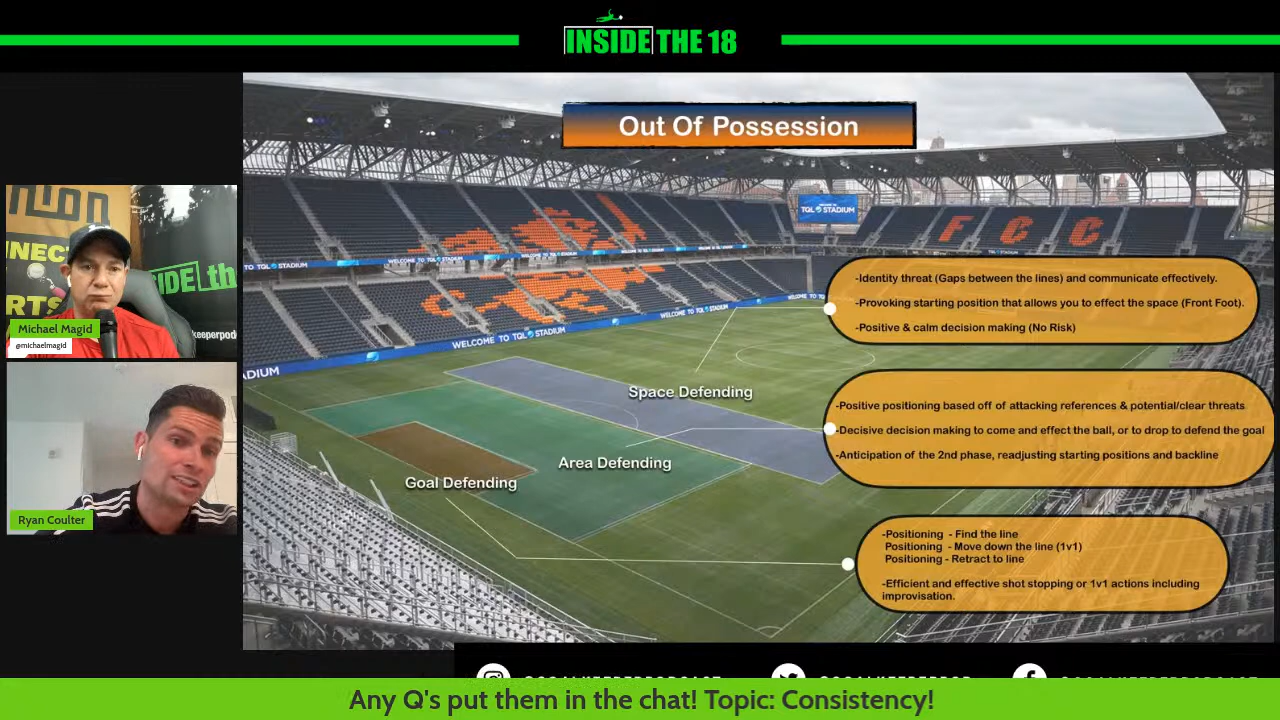 INSIDE THE 18
Out Of Possession
TQL STADIUM
F C C
WELCOME TO TQL STADIUM
WELCOME TO TQL STADIUM
-Identity threat (Gaps between the lines) and communicate effectively.
-Provoking starting position that allows you to effect the space (Front Foot).
-Positive & calm decision making (No Risk)
Space Defending
-Positive positioning based off of attacking references & potential/clear threats
-Decisive decision making to come and effect the ball, or to drop to defend the goal
-Anticipation of the 2nd phase, readjusting starting positions and backline
Area Defending
Goal Defending
-Positioning - Find the line
Positioning - Move down the line (1v1)
Positioning - Retract to line
-Efficient and effective shot stopping or 1v1 actions including
improvisation.
Michael Magid
@michaelmagid
Ryan Coulter
Any Q's put them in the chat! Topic: Consistency!